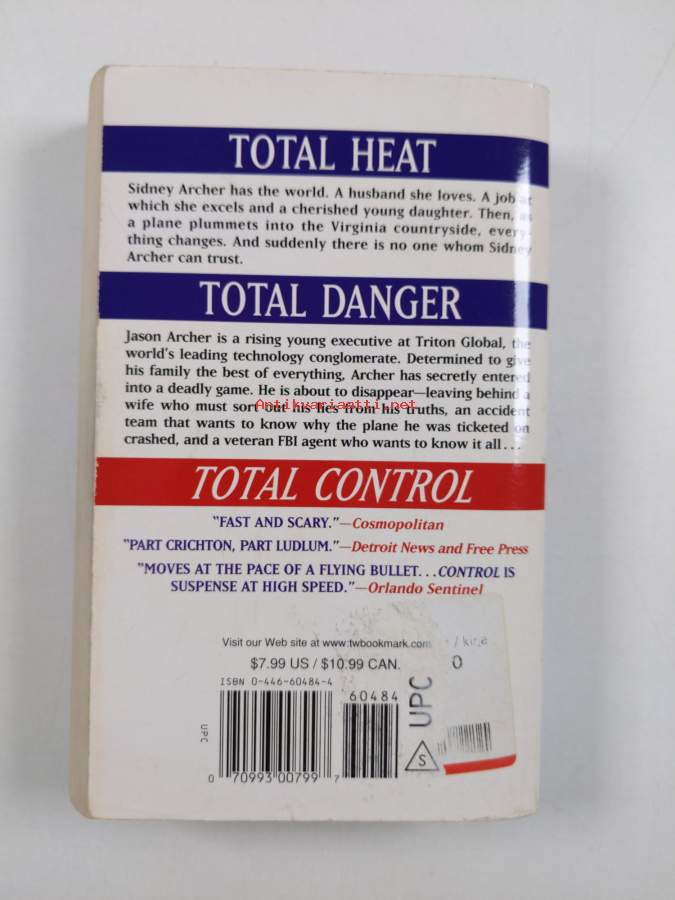 TOTAL HEAT
Sidney Archer has the world. A husband she loves. A job at
which she excels and a cherished young daughter. Then, as
a plane plummets into the Virginia countryside, every-
thing changes. And suddenly there is no one whom Sidney
Archer can trust.
TOTAL DANGER
Jason Archer is a rising young executive at Triton Global, the
world's leading technology conglomerate. Determined to give
his family the best of everything, Archer has secretly entered
into a deadly game. He is about to disappear—leaving behind a
wife who must sort out his lies from his truths, an accident
Antikvariaatti.net
team that wants to know why the plane he was ticketed on
crashed, and a veteran FBI agent who wants to know it all...
TOTAL CONTROL
"FAST AND SCARY."—Cosmopolitan
"PART CRICHTON, PART LUDLUM."—Detroit News and Free Press
"MOVES AT THE PACE OF A FLYING BULLET...CONTROL IS
SUSPENSE AT HIGH SPEED."—Orlando Sentinel
Visit our Web site at www.twbookmark.com
/ kirja
$7.99 US / $10.99 CAN.
0
ISBN 0-446-60484-4
60484
UPC
UPC
S
0 70993 00799 7